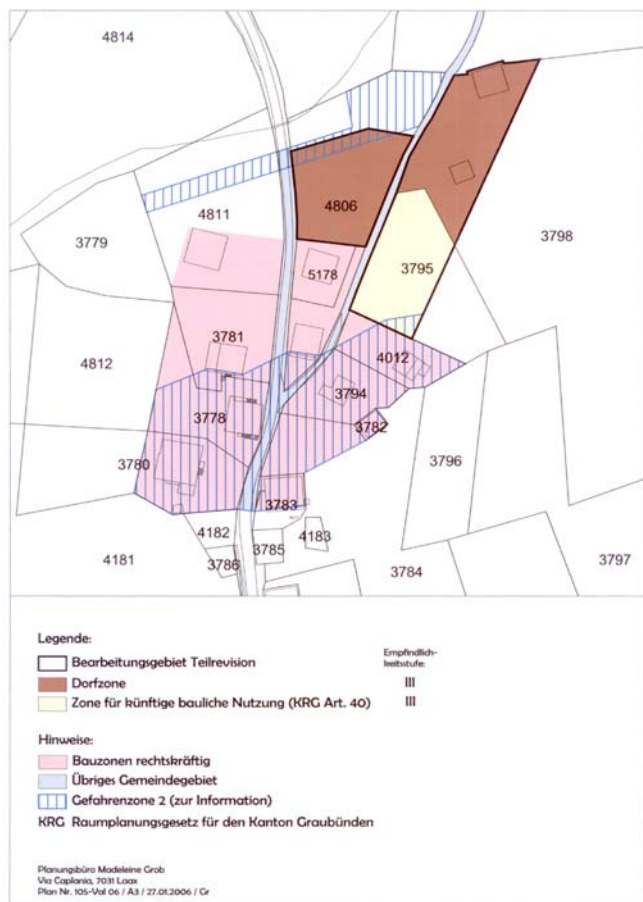 4814
4806
4811
3779
5178
3798
3795
3781
4812
4012
3794
3778
3782
3780
3796
3783
4182
4183
3785
4181
3786
3784
3797
Legende:
Empfindlich-
keitsstufe:
Bearbeitungsgebiet Teilrevision
Dorfzone III
Zone für künftige bauliche Nutzung (KRG Art. 40) III
Hinweise:
Bauzonen rechtskräftig
Übriges Gemeindegebiet
Gefahrenzone 2 (zur Information)
KRG Raumplanungsgesetz für den Kanton Graubünden
Planungsbüro Madeleine Grob
Via Caplania, 7031 Laax
Plan Nr. 105-Val 06 / A3 / 27.01.2006 / Gr